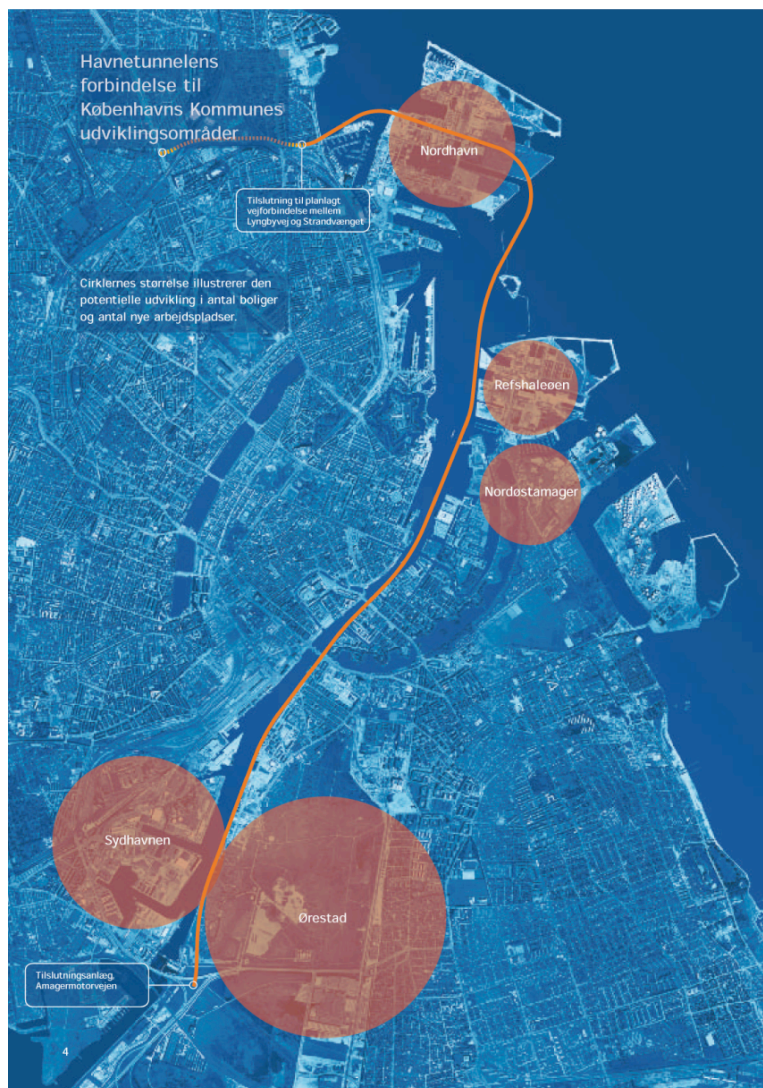 Havnetunnelens
forbindelse til
Københavns Kommunes
udviklingsområder
Nordhavn
Tilslutning til planlagt
vejforbindelse mellem
Lyngbyvej og Strandvænget
Cirklernes størrelse illustrerer den
potentielle udvikling i antal boliger
og antal nye arbejdspladser.
Refshaleøen
Nordøstamager
Sydhavnen
Ørestad
Tilslutningsanlæg,
Amagermotorvejen
4